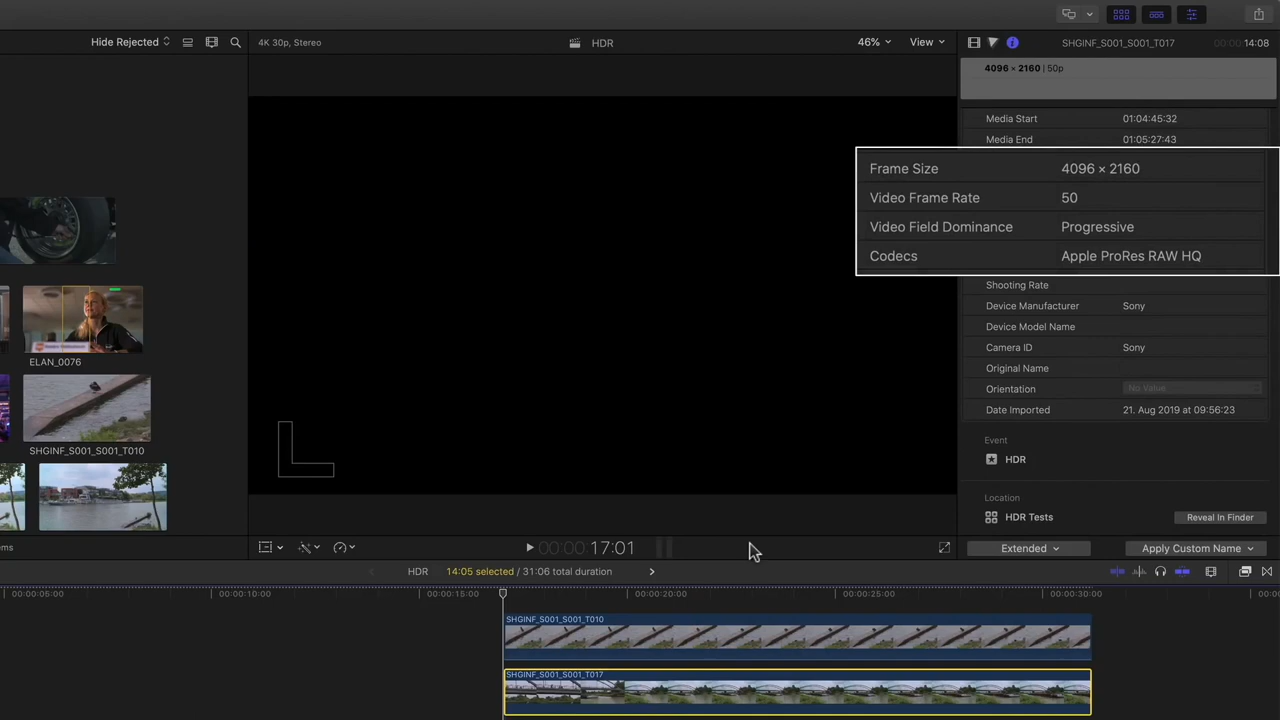 Hide Rejected
4K 30p, Stereo
HDR
46%
View
SHGINF_S001_S001_T017
00:00:14:08
4096 × 2160 | 50p
Media Start 01:04:45:32
Media End 01:05:27:43
Frame Size 4096 × 2160
Video Frame Rate 50
Video Field Dominance Progressive
Codecs Apple ProRes RAW HQ
Shooting Rate
Device Manufacturer Sony
Device Model Name
Camera ID Sony
Original Name
Orientation No Value
Date Imported 21. Aug 2019 at 09:56:23
Event
HDR
Location
HDR Tests Reveal In Finder
Extended Apply Custom Name
ELAN_0076
SHGINF_S001_S001_T010
ems
00:00:17:01
HDR 14:05 selected / 31:06 total duration
00:00:05:00 00:00:10:00 00:00:15:00 00:00:20:00 00:00:25:00 00:00:30:00
SHGINF_S001_S001_T010
SHGINF_S001_S001_T017